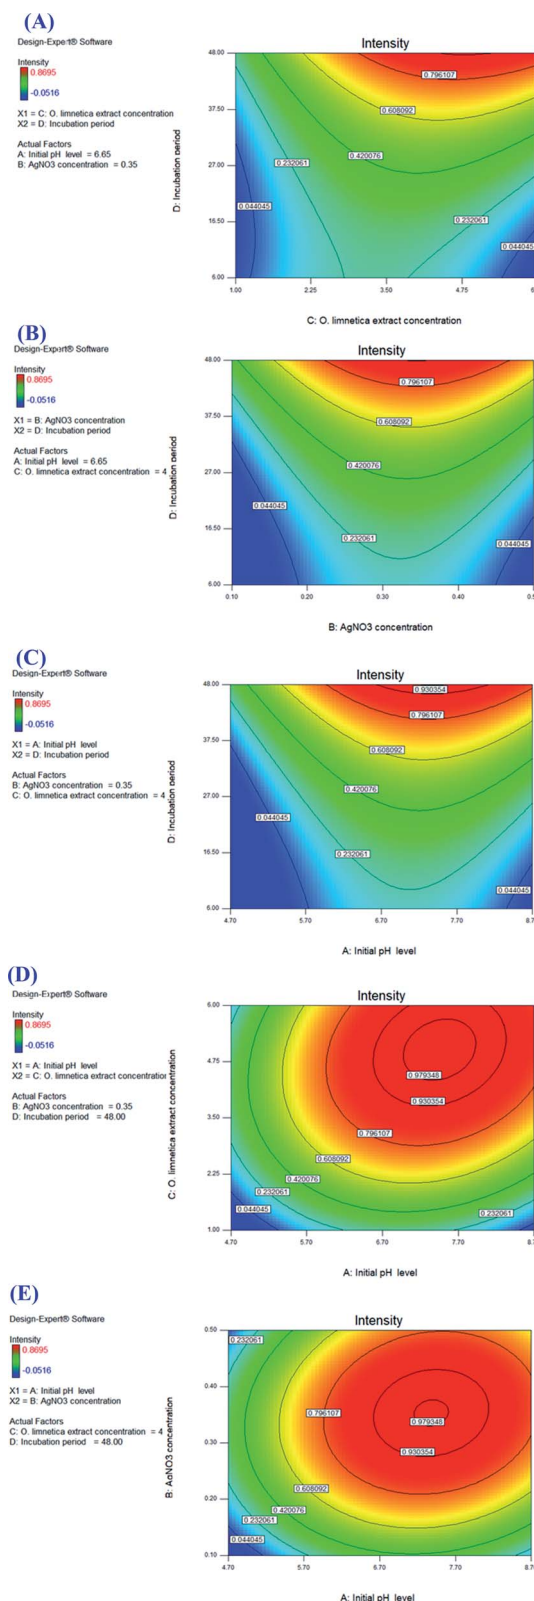 (A)
Design-Expert® Software
Intensity
0.8695
-0.0516
X1 = C: O. limnetica extract concentration
X2 = D: Incubation period
Actual Factors
A: Initial pH level = 6.65
B: AgNO3 concentration = 0.35
Intensity
D: Incubation period
48.00
37.50
27.00
16.50
6.00
0.796107
0.608092
0.420076
0.232061
0.232061
0.044045
0.044045
1.00
2.25
3.50
4.75
C: O. limnetica extract concentration
(B)
Design-Expert® Software
Intensity
0.8695
-0.0516
X1 = B: AgNO3 concentration
X2 = D: Incubation period
Actual Factors
A: Initial pH level = 6.65
C: O. limnetica extract concentration = 4
Intensity
D: Incubation period
48.00
37.50
27.00
16.50
6.00
0.796107
0.608092
0.420076
0.232061
0.044045
0.044045
0.10
0.20
0.30
0.40
B: AgNO3 concentration
(C)
Design-Expert® Software
Intensity
0.8695
-0.0516
X1 = A: Initial pH level
X2 = D: Incubation period
Actual Factors
B: AgNO3 concentration = 0.35
C: O. limnetica extract concentration = 4
Intensity
D: Incubation period
48.00
37.50
27.00
16.50
6.00
0.930354
0.796107
0.608092
0.420076
0.232061
0.044045
0.044045
4.70
5.70
6.70
7.70
A: Initial pH level
(D)
Design-Expert® Software
Intensity
0.8695
-0.0516
X1 = A: Initial pH level
X2 = C: O. limnetica extract concentration
Actual Factors
B: AgNO3 concentration = 0.35
D: Incubation period = 48.00
Intensity
C: O. limnetica extract concentration
6.00
4.75
3.50
2.25
1.00
0.979348
0.930354
0.796107
0.608092
0.420076
0.232061
0.044045
0.232061
4.70
5.70
6.70
7.70
A: Initial pH level
(E)
Design-Expert® Software
Intensity
0.8695
-0.0516
X1 = A: Initial pH level
X2 = B: AgNO3 concentration
Actual Factors
C: O. limnetica extract concentration = 4
D: Incubation period = 48.00
Intensity
B: AgNO3 concentration
0.50
0.40
0.30
0.20
0.10
0.232061
0.796107
0.979348
0.930354
0.608092
0.420076
0.232061
0.044045
4.70
5.70
6.70
7.70
A: Initial pH level